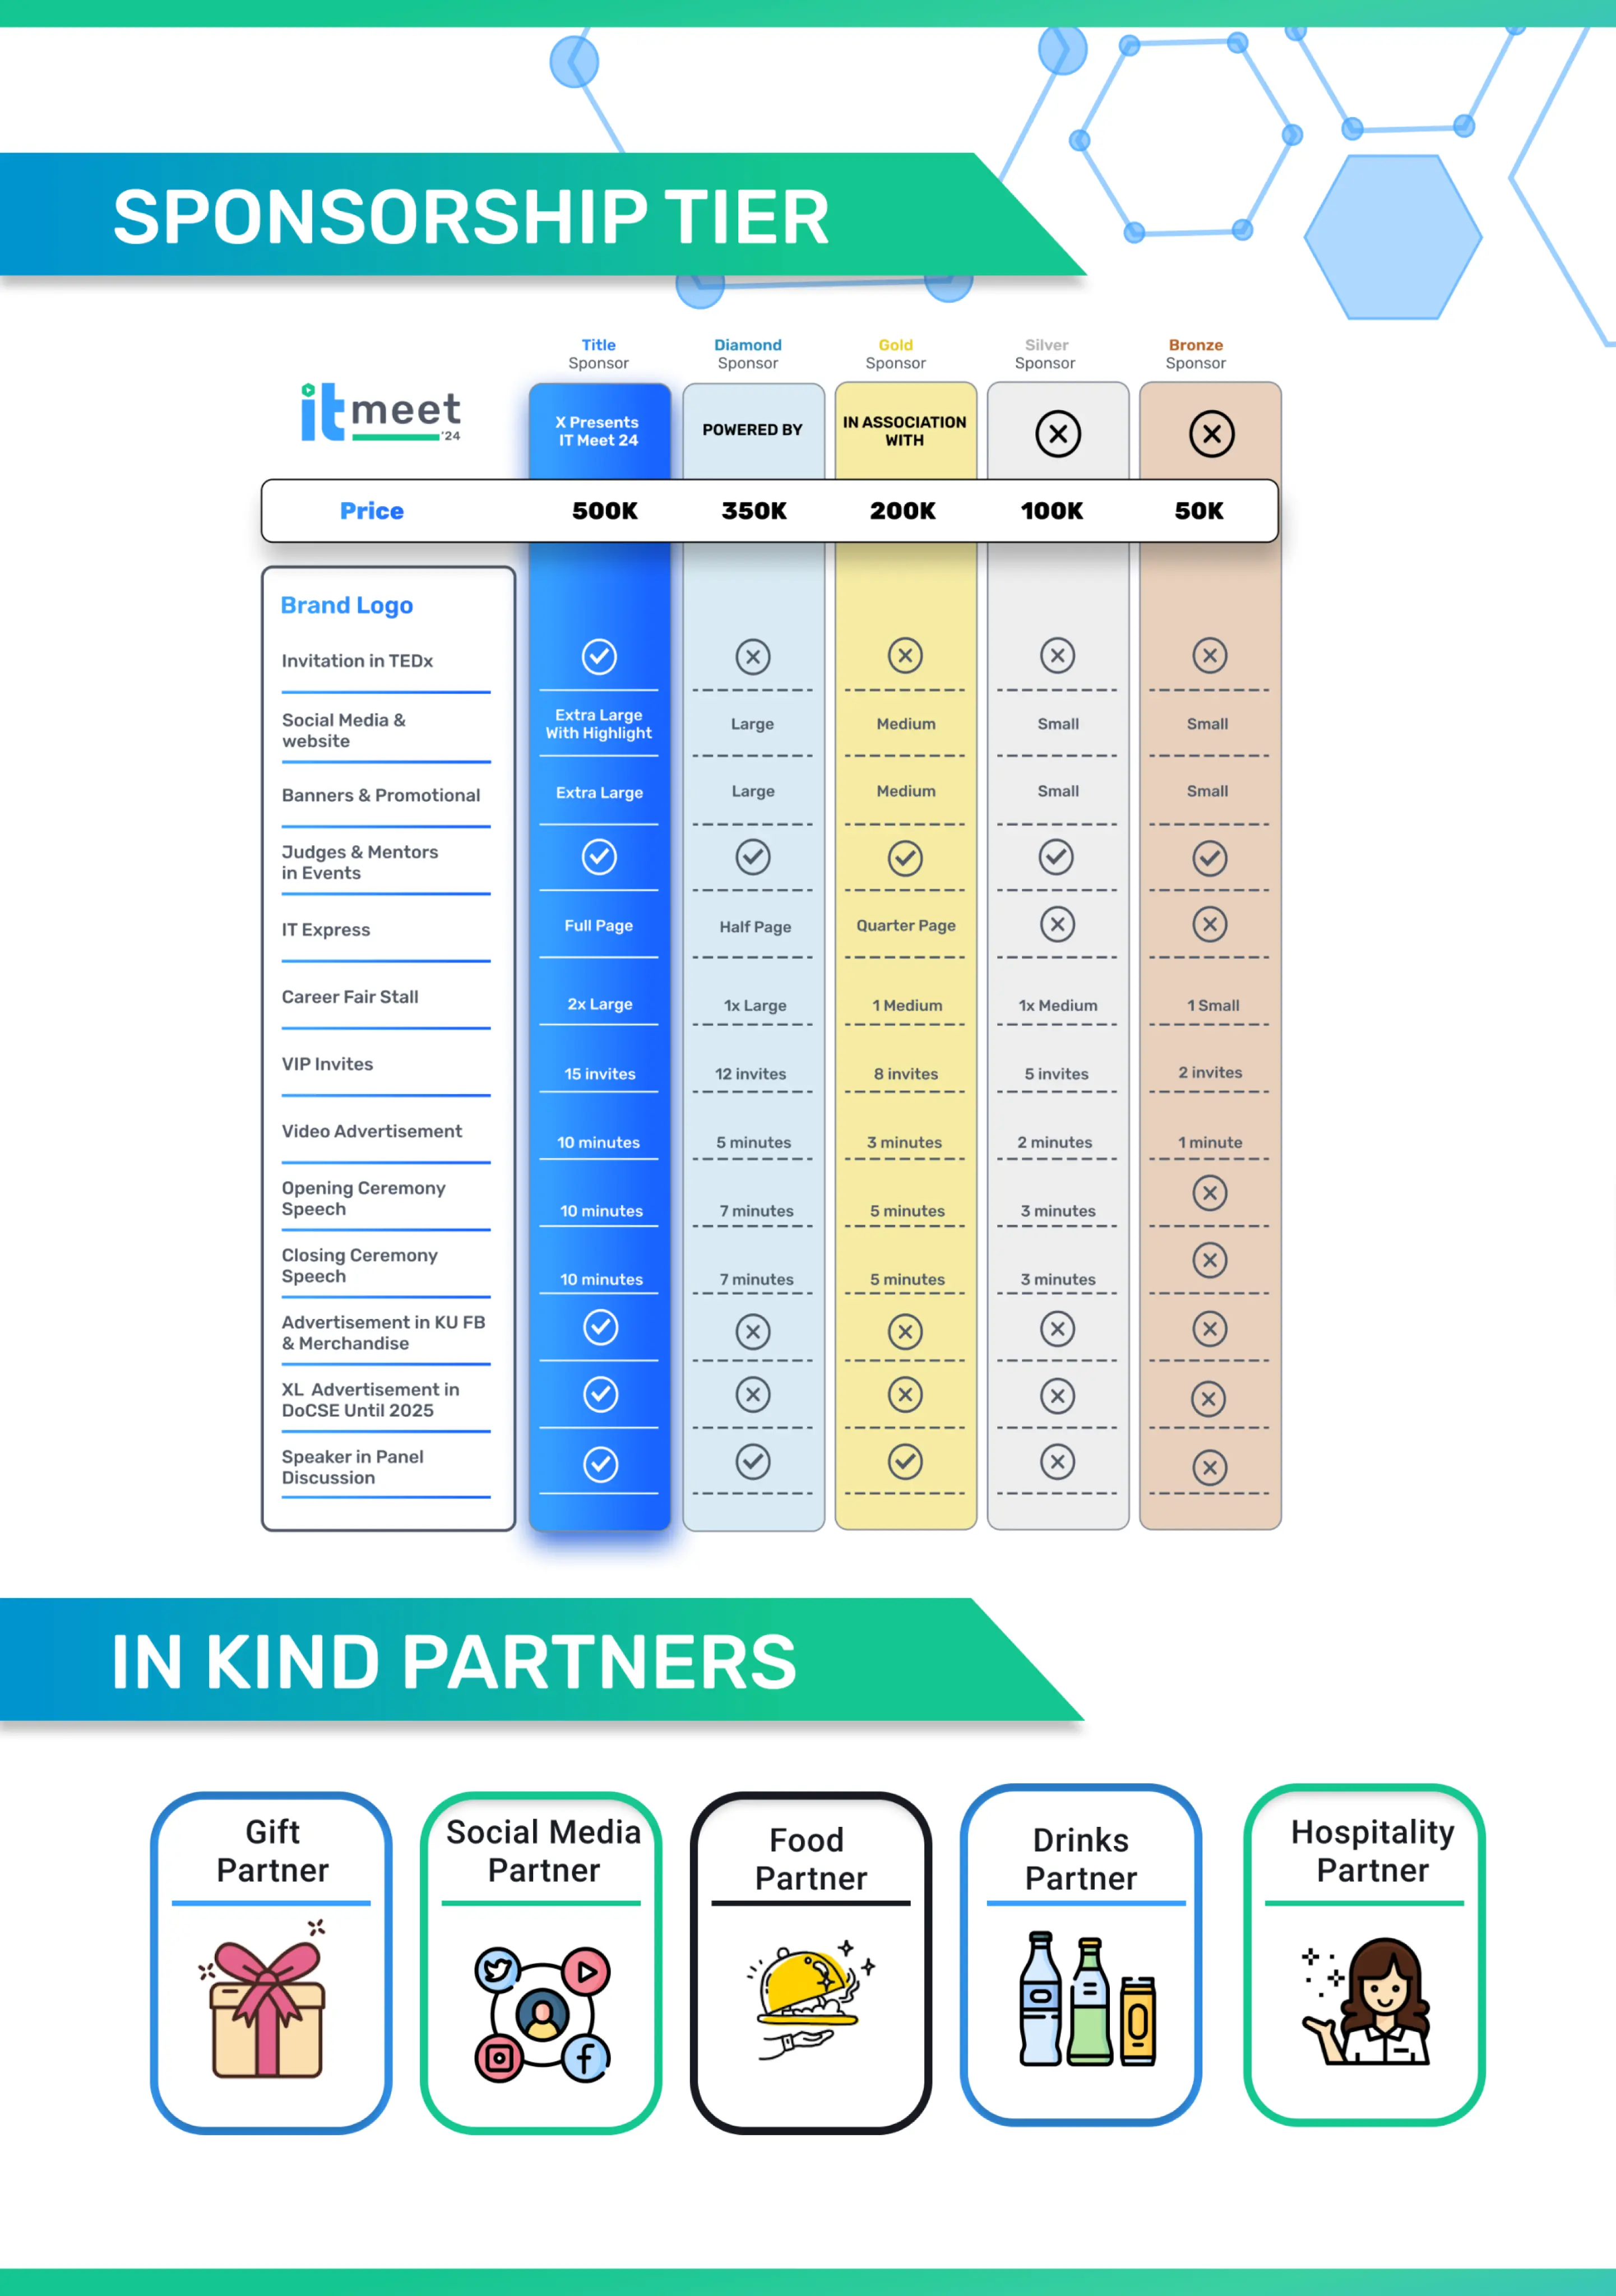 SPONSORSHIP TIER
Title Diamond Gold Silver Bronze
Sponsor Sponsor Sponsor Sponsor Sponsor
it meet '24
X Presents
IT Meet 24
POWERED BY
IN ASSOCIATION
WITH
Price 500K 350K 200K 100K 50K
Brand Logo
Invitation in TEDx
Social Media &
website
Extra Large
With Highlight
Large Medium Small Small
Banners & Promotional Extra Large Large Medium Small Small
Judges & Mentors
in Events
IT Express Full Page Half Page Quarter Page
Career Fair Stall 2x Large 1x Large 1 Medium 1x Medium 1 Small
VIP Invites 15 invites 12 invites 8 invites 5 invites 2 invites
Video Advertisement 10 minutes 5 minutes 3 minutes 2 minutes 1 minute
Opening Ceremony
Speech 10 minutes 7 minutes 5 minutes 3 minutes
Closing Ceremony
Speech 10 minutes 7 minutes 5 minutes 3 minutes
Advertisement in KU FB
& Merchandise
XL Advertisement in
DoCSE Until 2025
Speaker in Panel
Discussion
IN KIND PARTNERS
Gift
Partner
Social Media
Partner
Food
Partner
Drinks
Partner
Hospitality
Partner